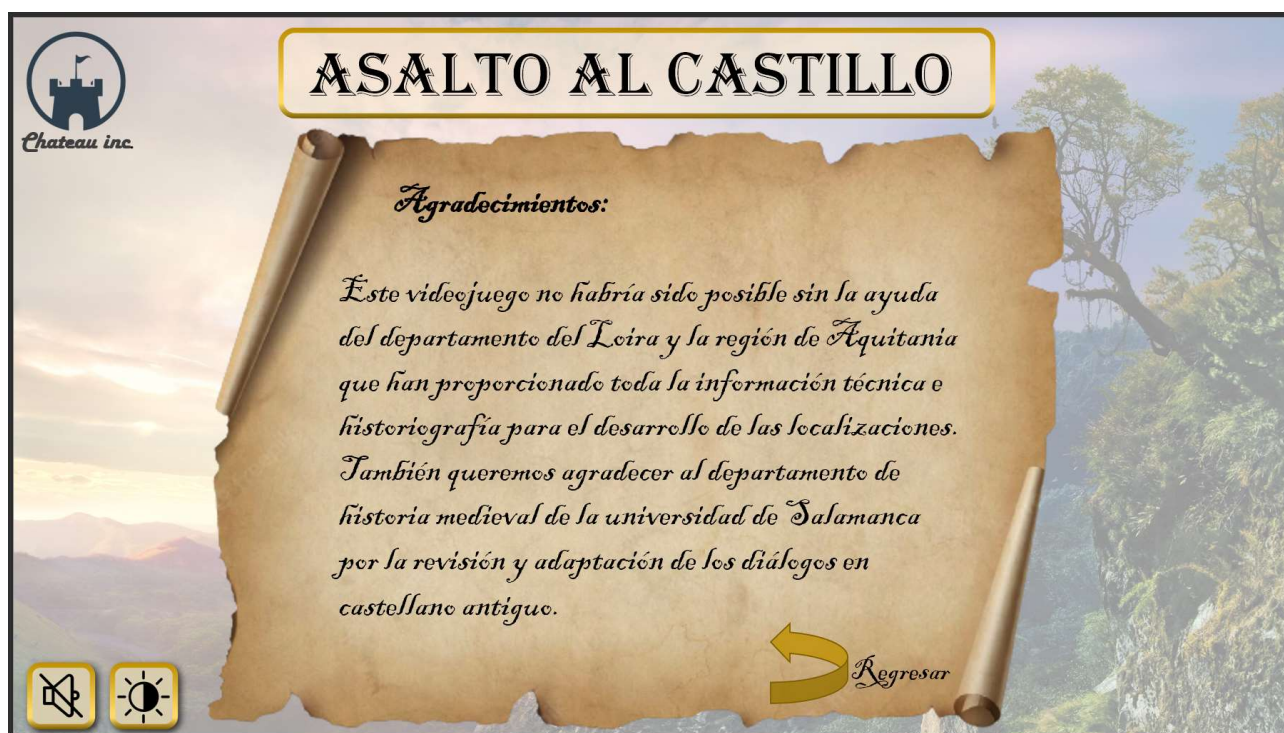 ASALTO AL CASTILLO
Chateau inc.
Agradecimientos:
Este videojuego no habría sido posible sin la ayuda
del departamento del Loira y la región de Aquitania
que han proporcionado toda la información técnica e
historiografía para el desarrollo de las localizaciones.
También queremos agradecer al departamento de
historia medieval de la universidad de Salamanca
por la revisión y adaptación de los diálogos en
castellano antiguo.
Regresar